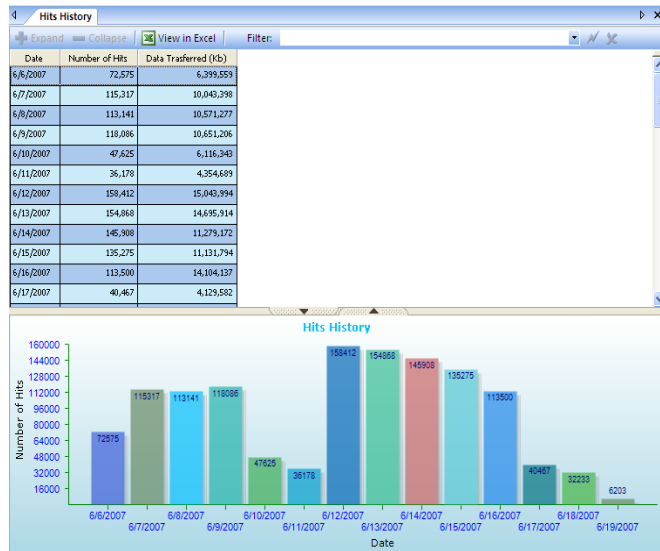 Hits History
Expand Collapse View in Excel Filter:
Date Number of Hits Data Trasferred (Kb)
6/6/2007 72,575 6,399,559
6/7/2007 115,317 10,043,398
6/8/2007 113,141 10,571,277
6/9/2007 118,086 10,651,206
6/10/2007 47,625 6,116,343
6/11/2007 36,178 4,354,689
6/12/2007 158,412 15,043,994
6/13/2007 154,868 14,695,914
6/14/2007 145,908 11,279,172
6/15/2007 135,275 11,131,794
6/16/2007 113,500 14,104,137
6/17/2007 40,467 4,129,582
Hits History
Number of Hits
160000
144000
128000
112000
96000
80000
64000
48000
32000
16000
72575 115317 113141 118086 47625 36178 158412 154868 145908 135275 113500 40467 32233 6203
6/6/2007 6/8/2007 6/10/2007 6/12/2007 6/14/2007 6/16/2007 6/18/2007
6/7/2007 6/9/2007 6/11/2007 6/13/2007 6/15/2007 6/17/2007 6/19/2007
Date